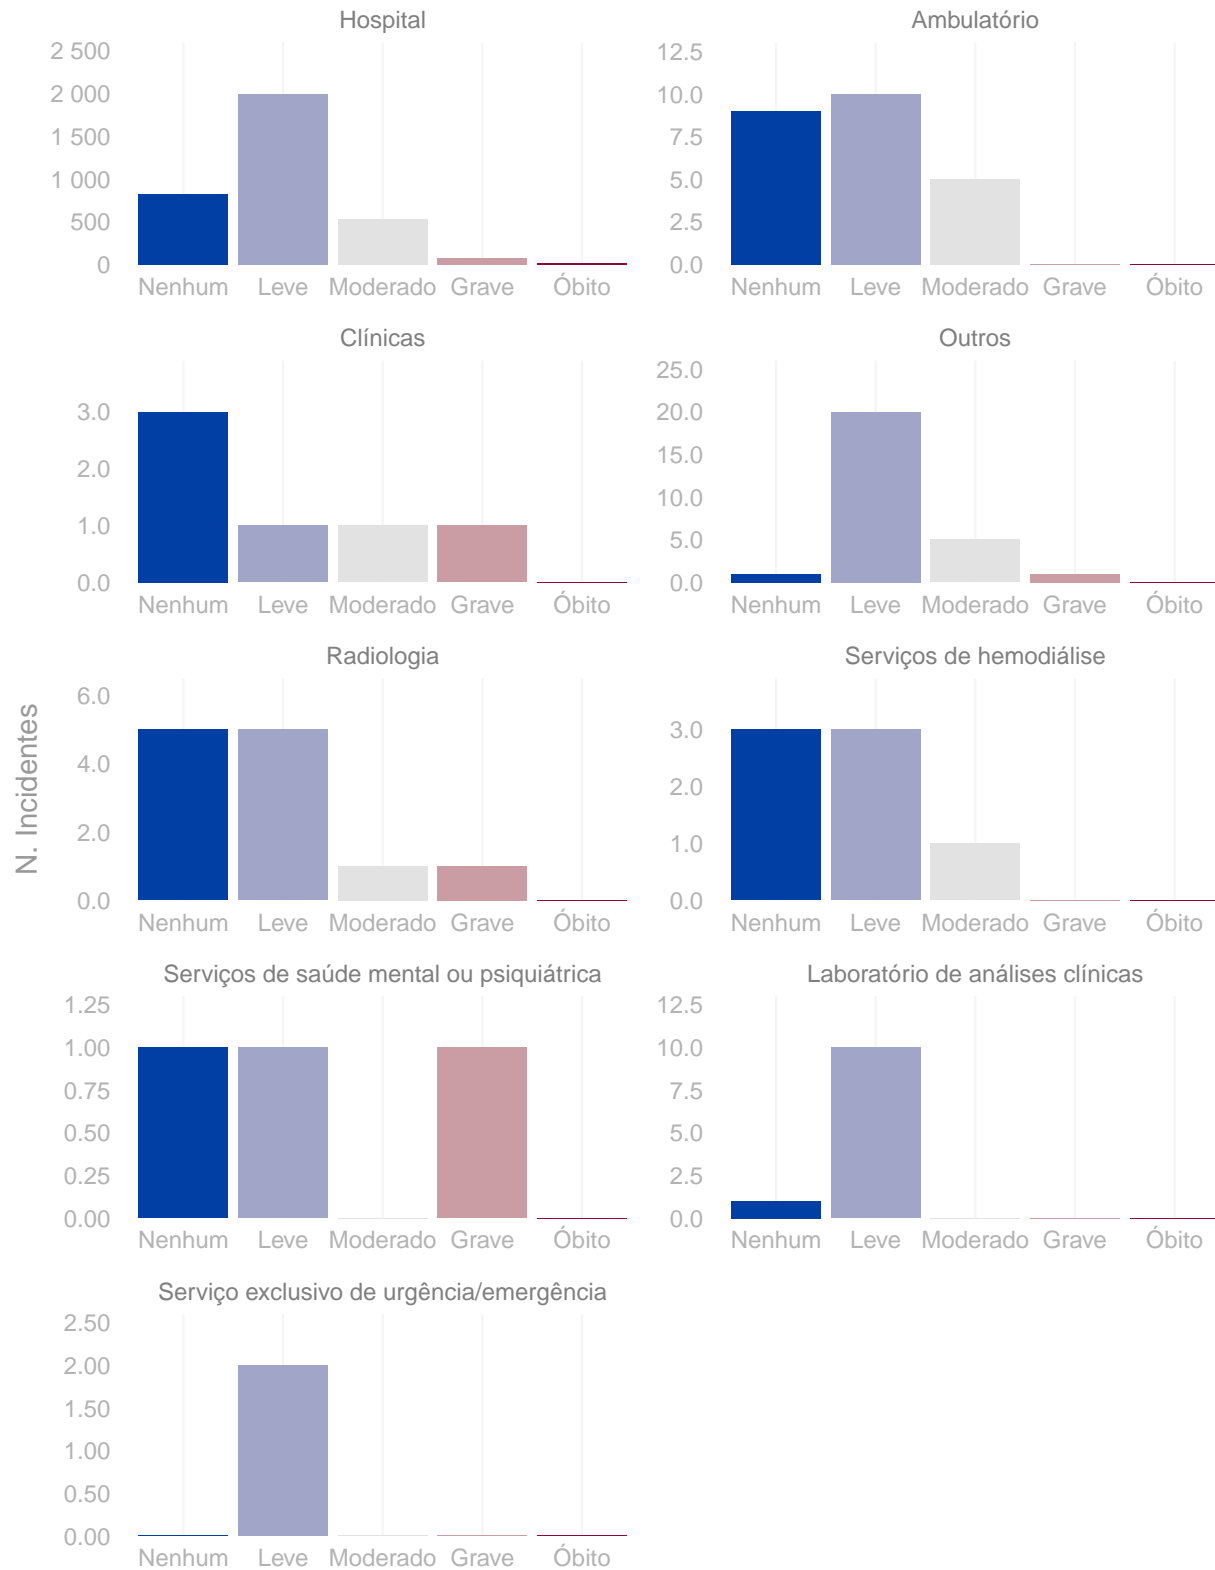 Hospital
2 500
2 000
1 500
1 000
500
0
Nenhum Leve Moderado Grave Óbito
Ambulatório
12.5
10.0
7.5
5.0
2.5
0.0
Nenhum Leve Moderado Grave Óbito
Clínicas
3.0
2.0
1.0
0.0
Nenhum Leve Moderado Grave Óbito
Outros
25.0
20.0
15.0
10.0
5.0
0.0
Nenhum Leve Moderado Grave Óbito
N. Incidentes
Radiologia
6.0
4.0
2.0
0.0
Nenhum Leve Moderado Grave Óbito
Serviços de hemodiálise
3.0
2.0
1.0
0.0
Nenhum Leve Moderado Grave Óbito
Serviços de saúde mental ou psiquiátrica
1.25
1.00
0.75
0.50
0.25
0.00
Nenhum Leve Moderado Grave Óbito
Laboratório de análises clínicas
12.5
10.0
7.5
5.0
2.5
0.0
Nenhum Leve Moderado Grave Óbito
Serviço exclusivo de urgência/emergência
2.50
2.00
1.50
1.00
0.50
0.00
Nenhum Leve Moderado Grave Óbito